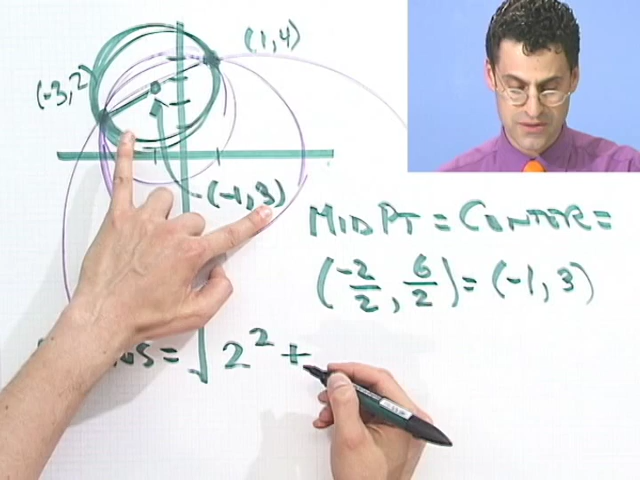 (1,4)
(-3,2)
(-1,3)
MIDPT = CENTER =
(-2/2, 6/2) = (-1,3)
= √2² +